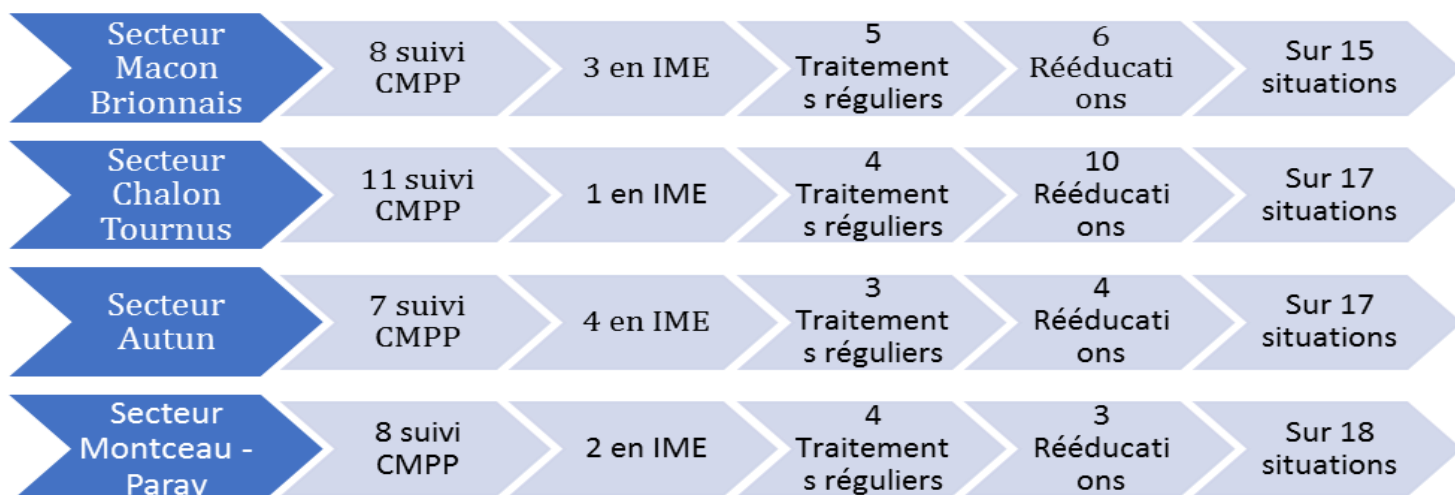 Secteur
Macon
Brionnais
8 suivi
CMPP
3 en IME
5
Traitement
s réguliers
6
Rééducati
ons
Sur 15
situations
Secteur
Chalon
Tournus
11 suivi
CMPP
1 en IME
4
Traitement
s réguliers
10
Rééducati
ons
Sur 17
situations
Secteur
Autun
7 suivi
CMPP
4 en IME
3
Traitement
s réguliers
4
Rééducati
ons
Sur 17
situations
Secteur
Montceau -
Paray
8 suivi
CMPP
2 en IME
4
Traitement
s réguliers
3
Rééducati
ons
Sur 18
situations